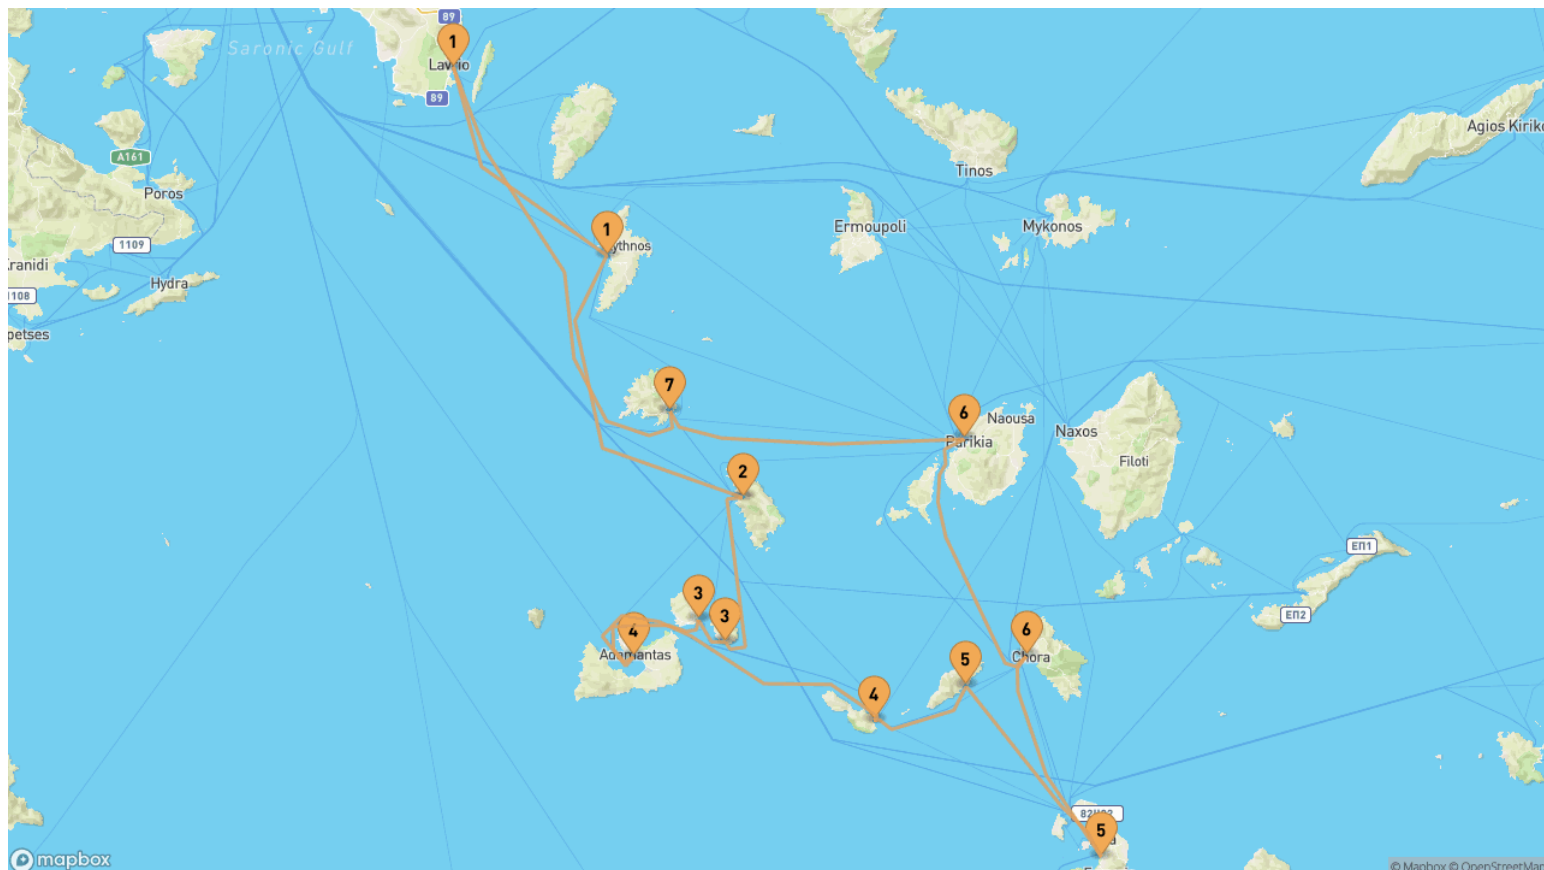 89
1
Saronic Gulf
Lavrio
89
Agios Kiriko
A161
Poros
Tinos
1
1109
ythnos
Ermoupoli
Mykonos
ranidi
Hydra
1108
petses
7
6
Naousa
Parikia
Naxos
2
Filoti
ΕΠ1
3
3
ΕΠ2
4
6
Adamantas
Chora
5
4
5
mapbox
© Mapbox © OpenStreetMap